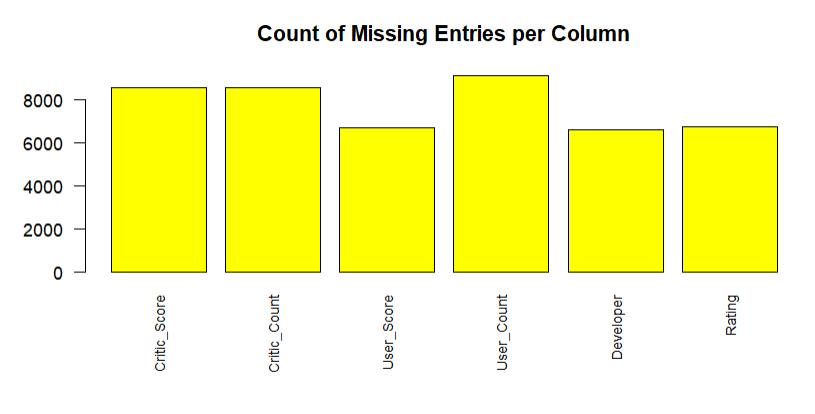 Count of Missing Entries per Column
8000
6000
4000
2000
0
Critic_Score
Critic_Count
User_Score
User_Count
Developer
Rating